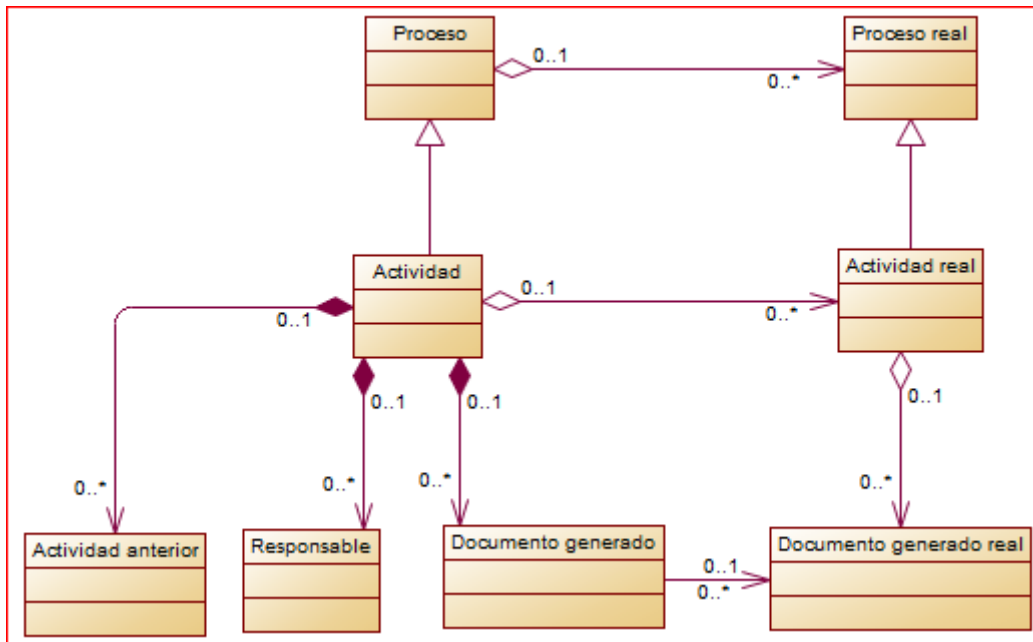 Proceso
Proceso real
0..1
0..*
Actividad
Actividad real
0..1
0..1
0..*
0..1
0..1
0..1
0..*
0..*
0..*
0..*
Actividad anterior
Responsable
Documento generado
Documento generado real
0..1
0..*